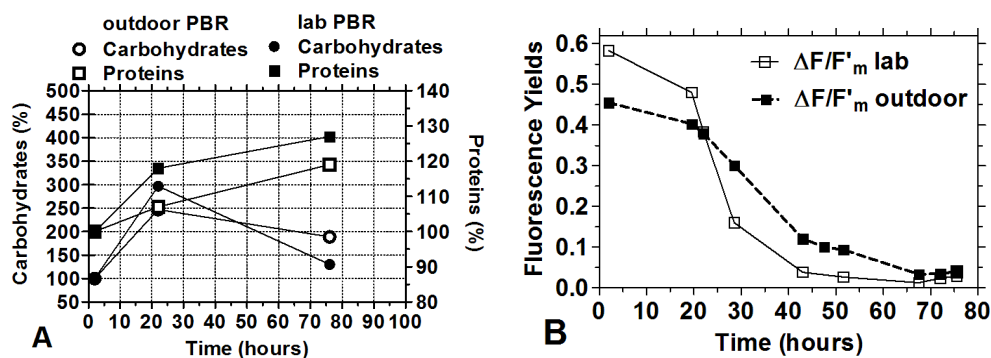 outdoor PBR
lab PBR
Carbohydrates
Carbohydrates
Proteins
Proteins
Carbohydrates (%)
500
450
400
350
300
250
200
150
100
50
140
130
120
110
100
90
80
Proteins (%)
0 10 20 30 40 50 60 70 80 90 100
Time (hours)
A
Fluorescence Yields
0.6
0.5
0.4
0.3
0.2
0.1
0.0
ΔF/F'm lab
ΔF/F'm outdoor
0 10 20 30 40 50 60 70 80
Time (hours)
B